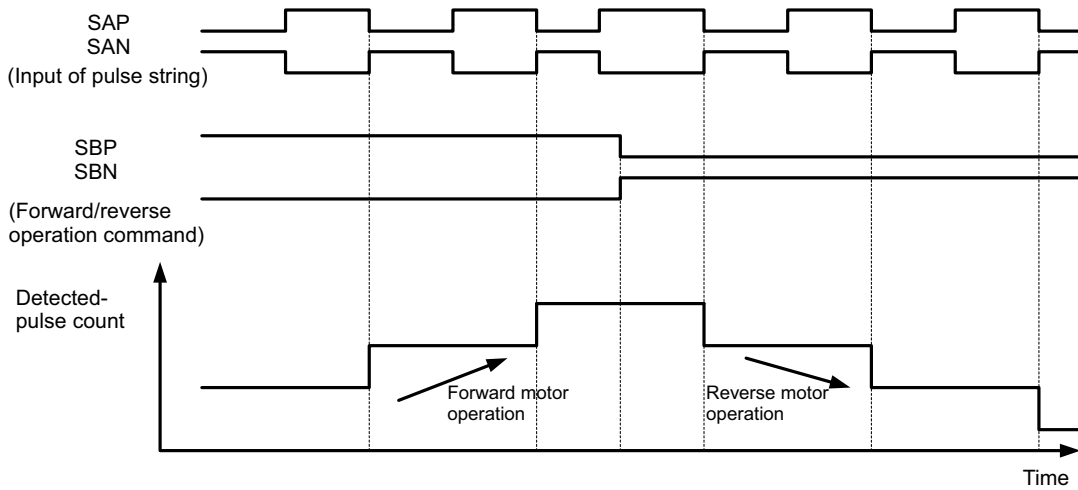 SAP
SAN
(Input of pulse string)
SBP
SBN
(Forward/reverse
operation command)
Detected-
pulse count
Forward motor
operation
Reverse motor
operation
Time